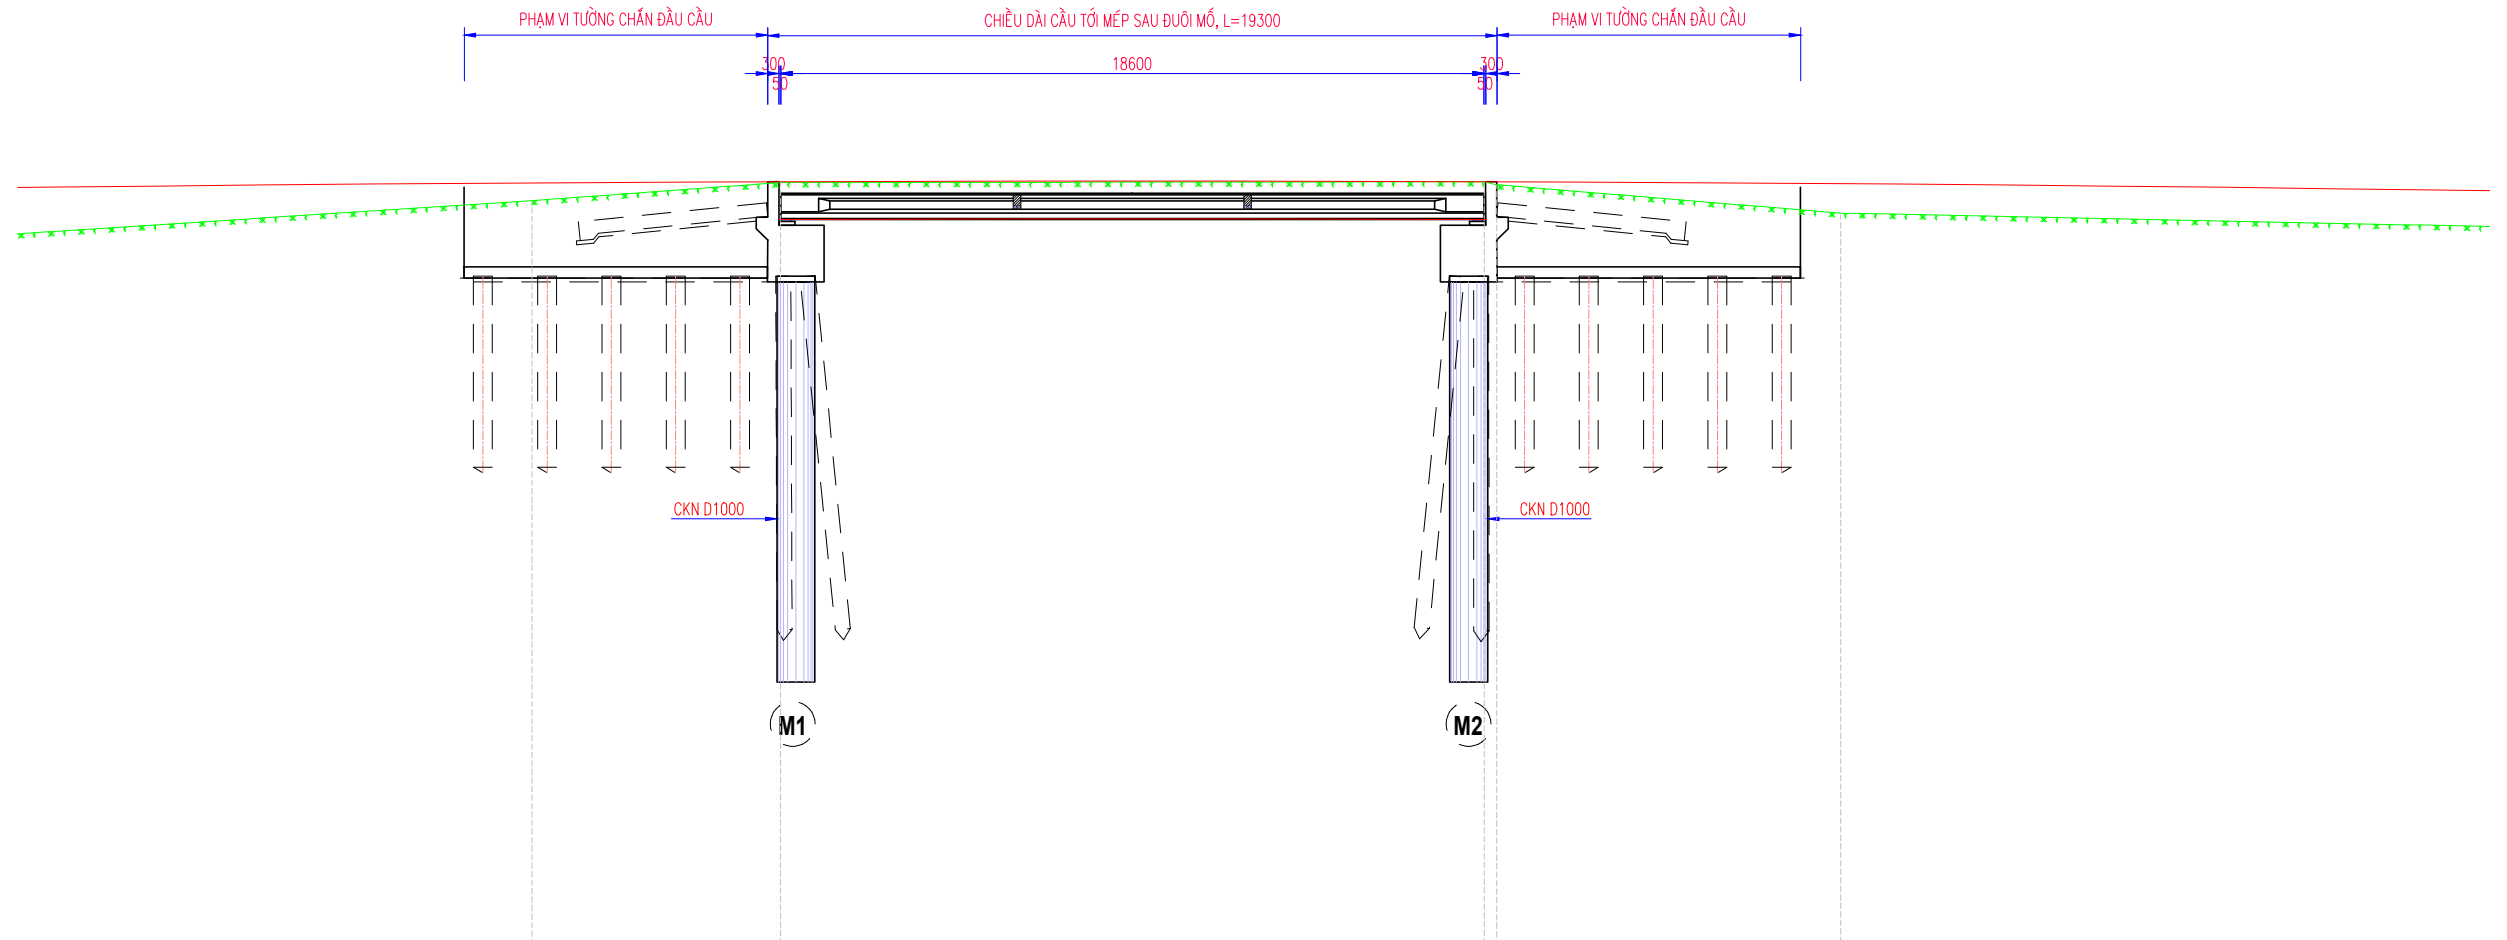 PHẠM VI TƯỜNG CHẮN ĐẦU CẦU
CHIỀU DÀI CẦU TỚI MÉP SAU ĐUÔI MỐ, L=19300
PHẠM VI TƯỜNG CHẮN ĐẦU CẦU
300
18600
300
50
50
CKN D1000
CKN D1000
M1
M2